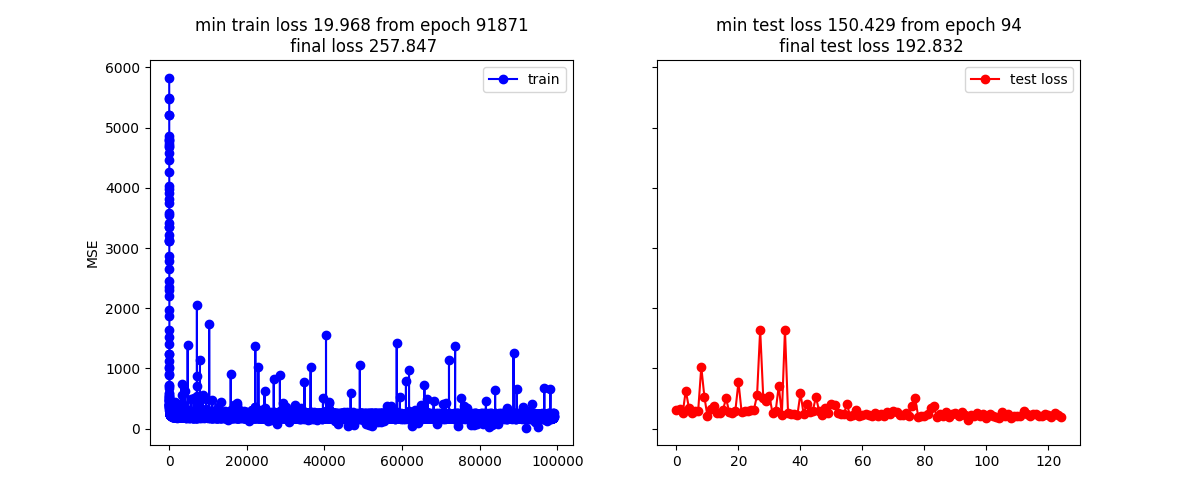 min train loss 19.968 from epoch 91871
final loss 257.847
min test loss 150.429 from epoch 94
final test loss 192.832
train
test loss
MSE
6000
5000
4000
3000
2000
1000
0
0 20000 40000 60000 80000 100000
0 20 40 60 80 100 120